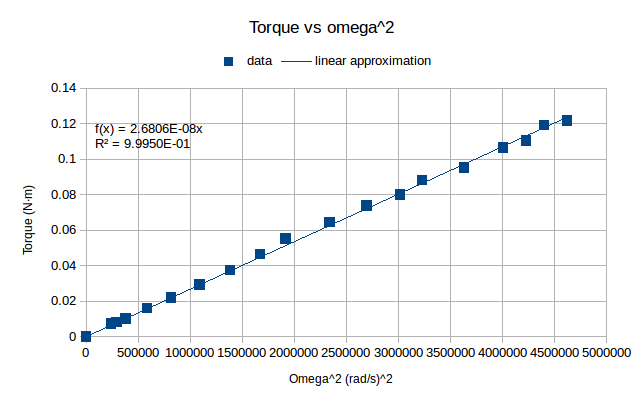 Torque vs omega^2
data linear approximation
0.14
0.12
f(x) = 2.6806E-08x
R² = 9.9950E-01
0.1
0.08
Torque (N·m)
0.06
0.04
0.02
0
0 500000 1000000 1500000 2000000 2500000 3000000 3500000 4000000 4500000 5000000
Omega^2 (rad/s)^2